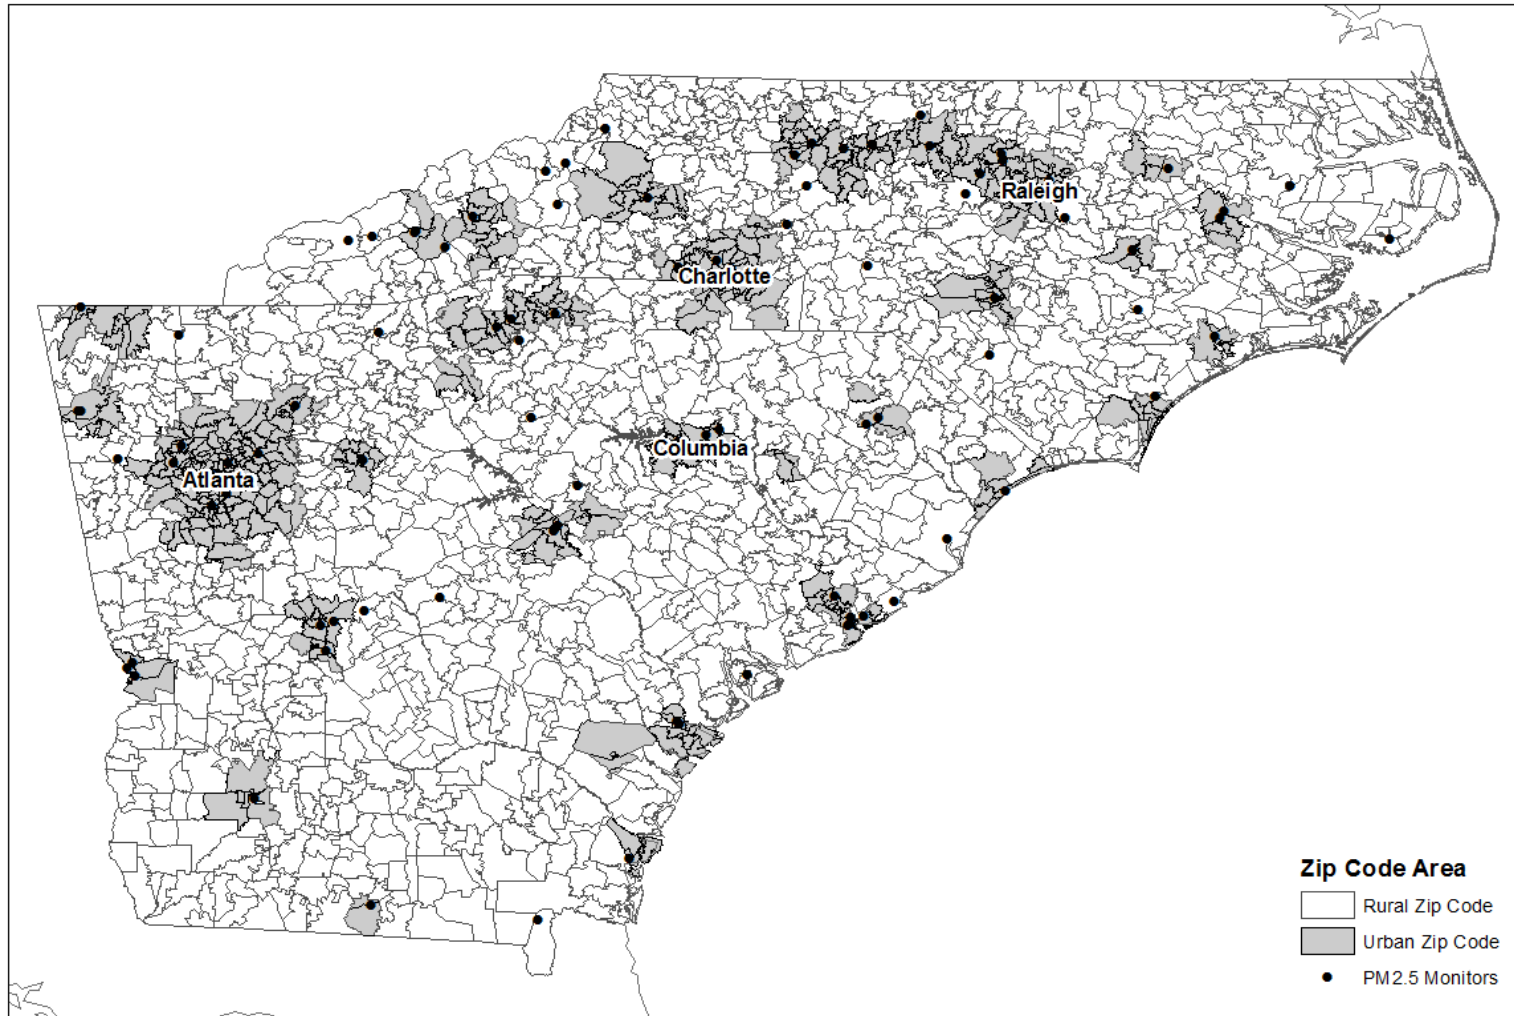 Raleigh
Charlotte
Columbia
Atlanta
Zip Code Area
Rural Zip Code
Urban Zip Code
PM2.5 Monitors